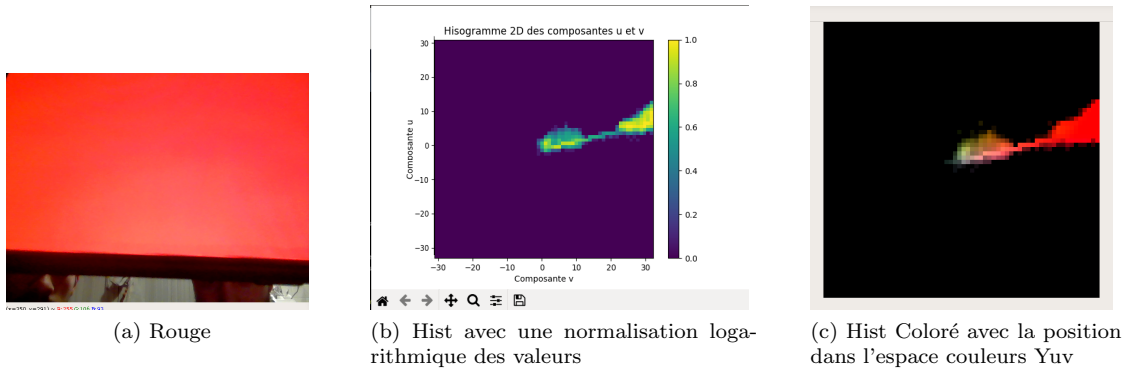 Hisogramme 2D des composantes u et v
30
20
10
0
−10
−20
−30
Composante u
−30
−20
−10
0
10
20
30
Composante v
1.0
0.8
0.6
0.4
0.2
0.0
(a) Rouge
(b) Hist avec une normalisation loga-
rithmique des valeurs
(c) Hist Coloré avec la position
dans l'espace couleurs Yuv